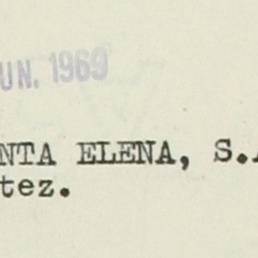 UN. 1969
NTA ELENA, S.A
tez.